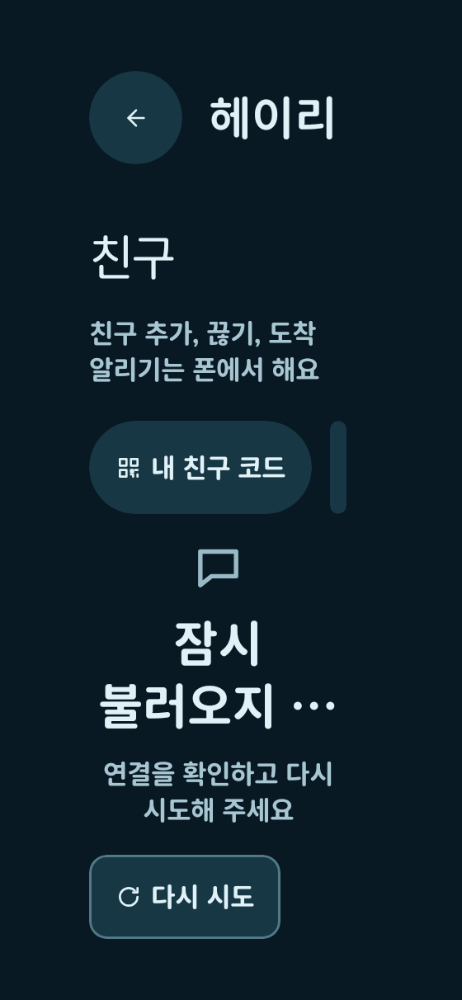 헤이리
친구
친구 추가, 끊기, 도착
알리기는 폰에서 해요
내 친구 코드
잠시
불러오지 …
연결을 확인하고 다시
시도해 주세요
다시 시도